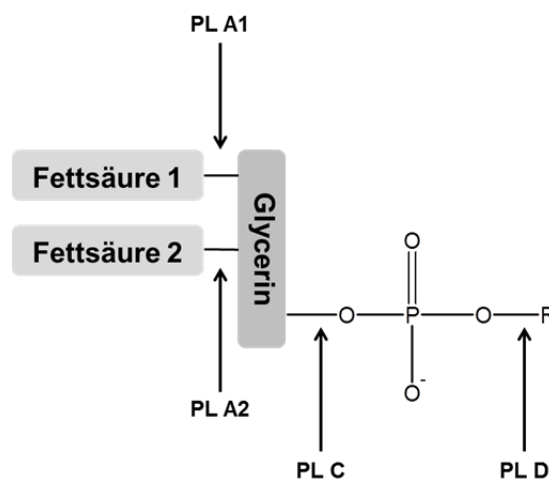 PL A1
Fettsäure 1
Fettsäure 2
Glycerin
O
O P O R
O-
PL A2
PL C
PL D